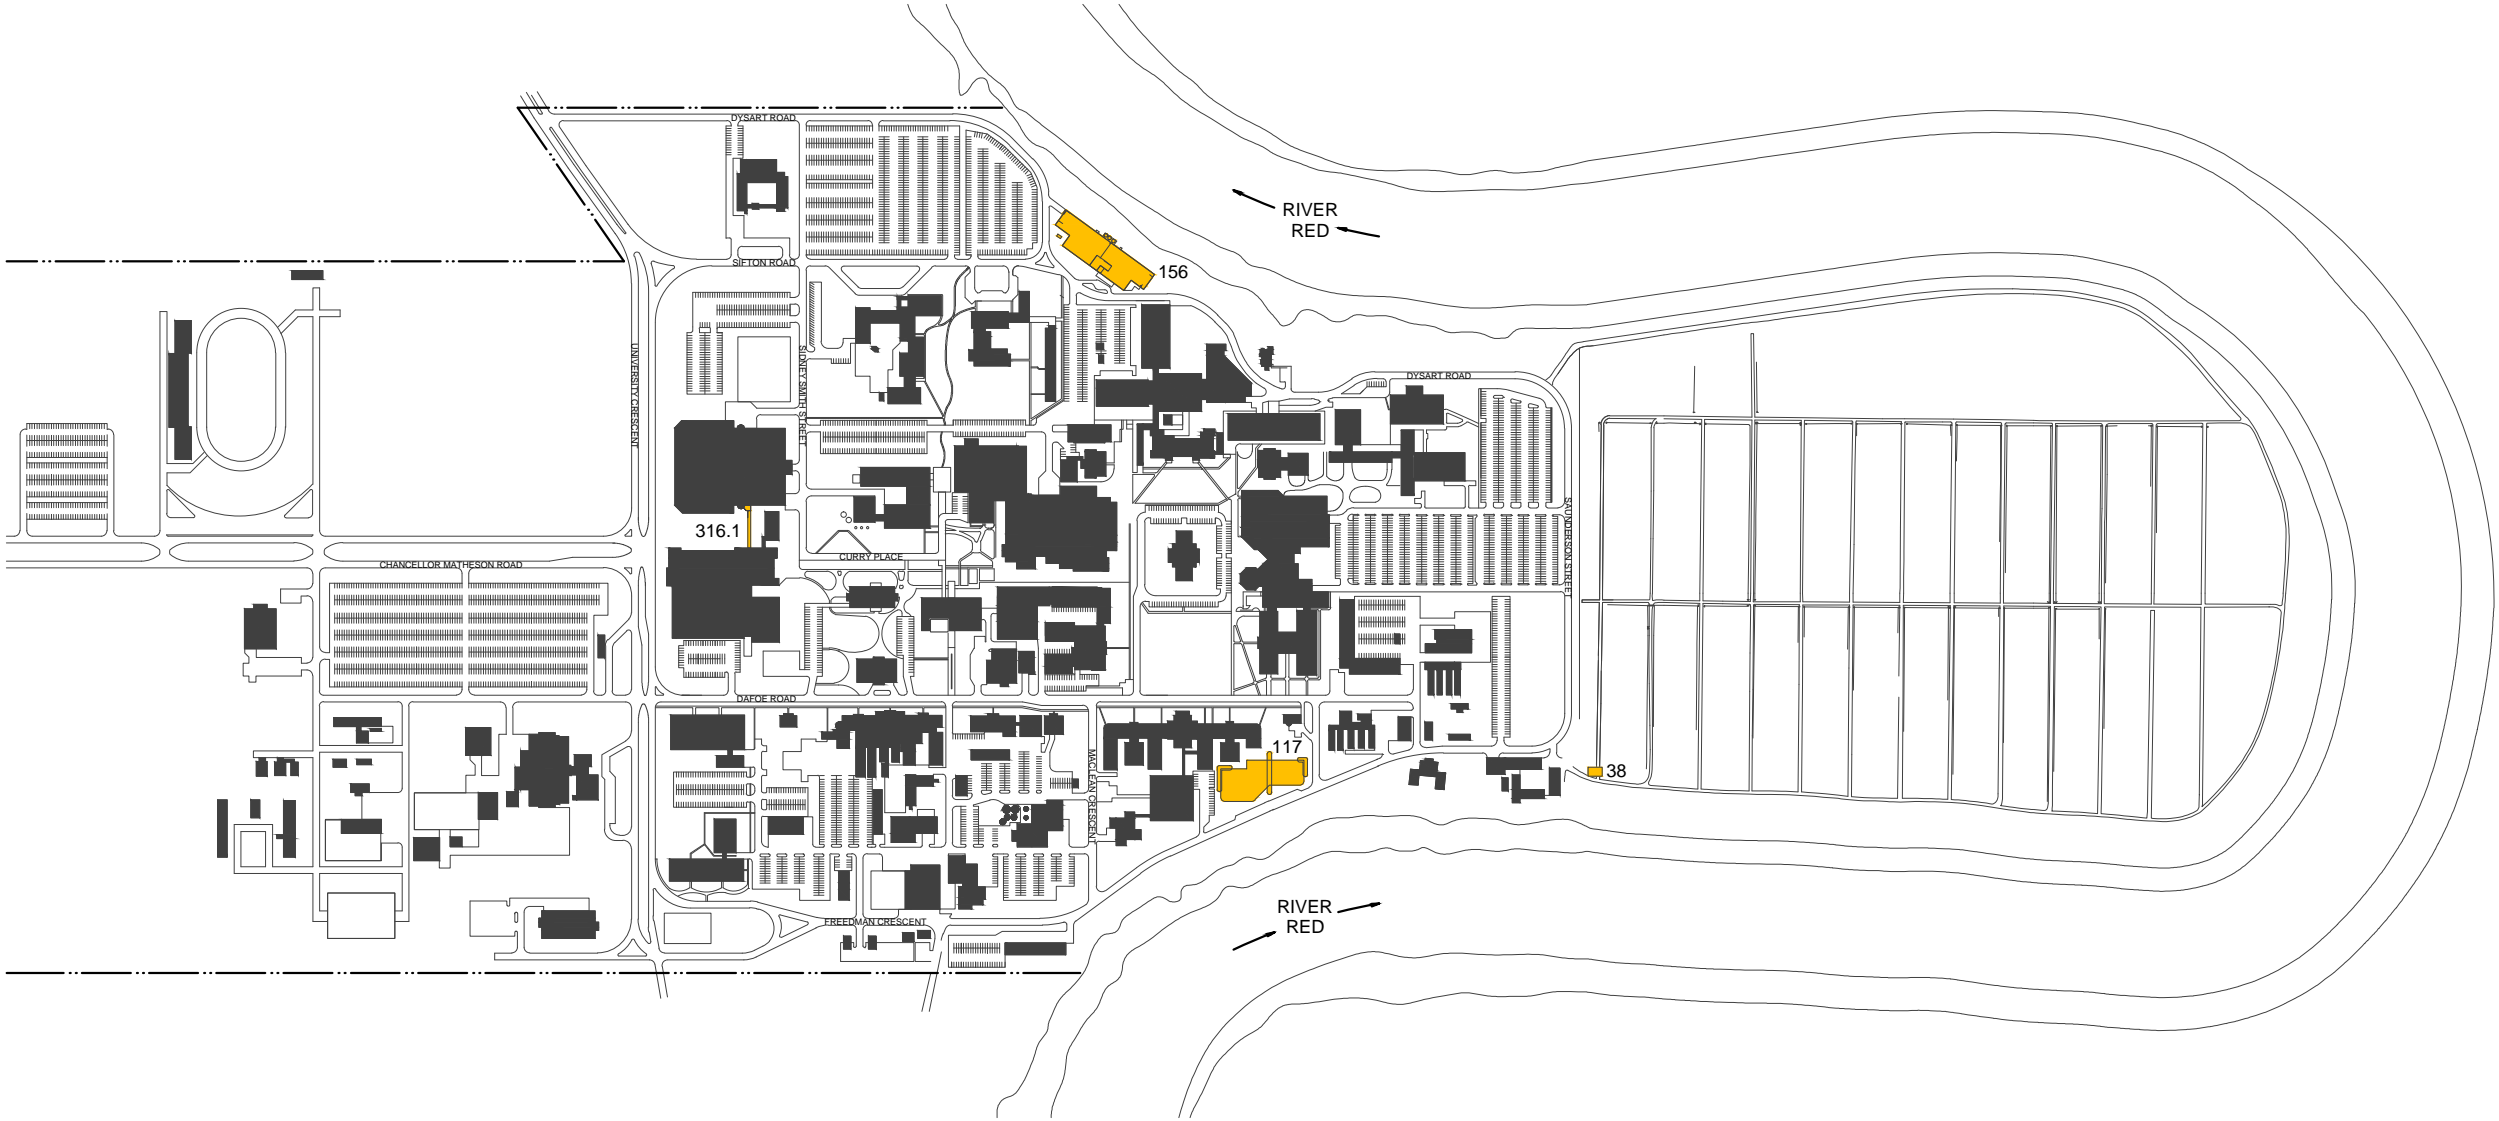 DYSART ROAD
RIVER
RED
SIFTON ROAD
156
UNIVERSITY CRESCENT
SIDNEY SMITH STREET
DYSART ROAD
316.1
SAUNDERSON STREET
CURRY PLACE
CHANCELLOR MATHESON ROAD
DAFOE ROAD
117
MACLEAN CRESCENT
38
RIVER
RED
FREEDMAN CRESCENT